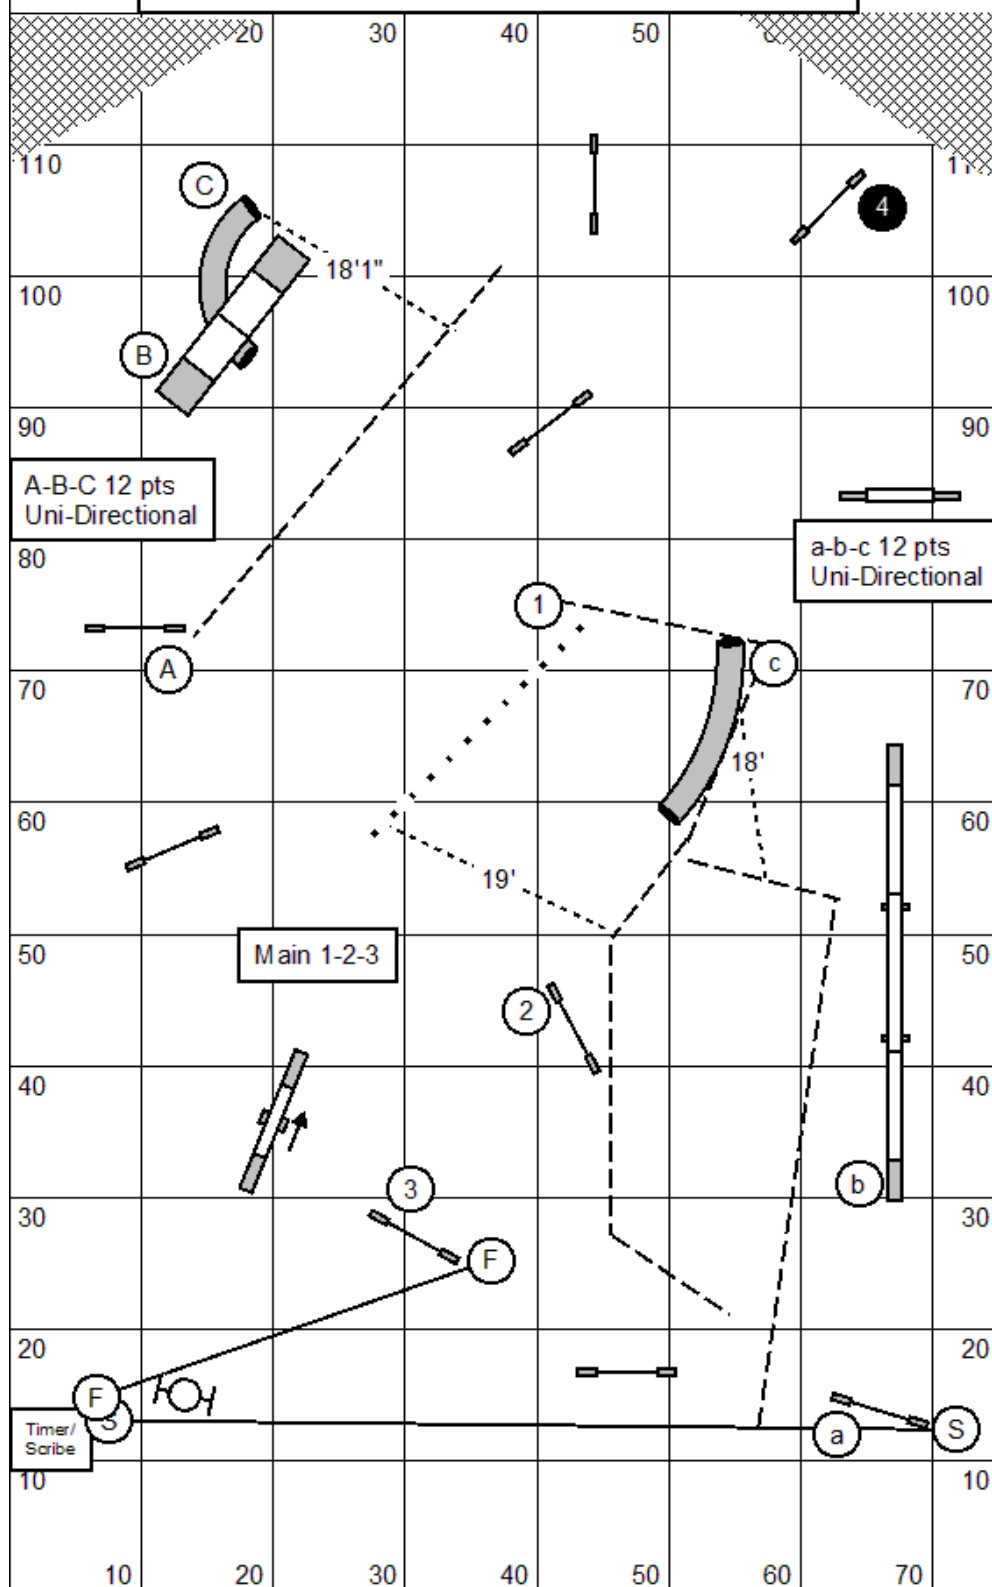 20 30 40 50
110
C
4
18'1"
100 100
B
90 90
A-B-C 12 pts
Uni-Directional
80
a-b-c 12 pts
Uni-Directional
1
A
c
70 70
18'
60 60
19'
50 50
Main 1-2-3
2
40 40
b
3
30 30
F
20 20
F
S
a
S
Timer/
Scribe
10 10
10 20 30 40 50 60 70